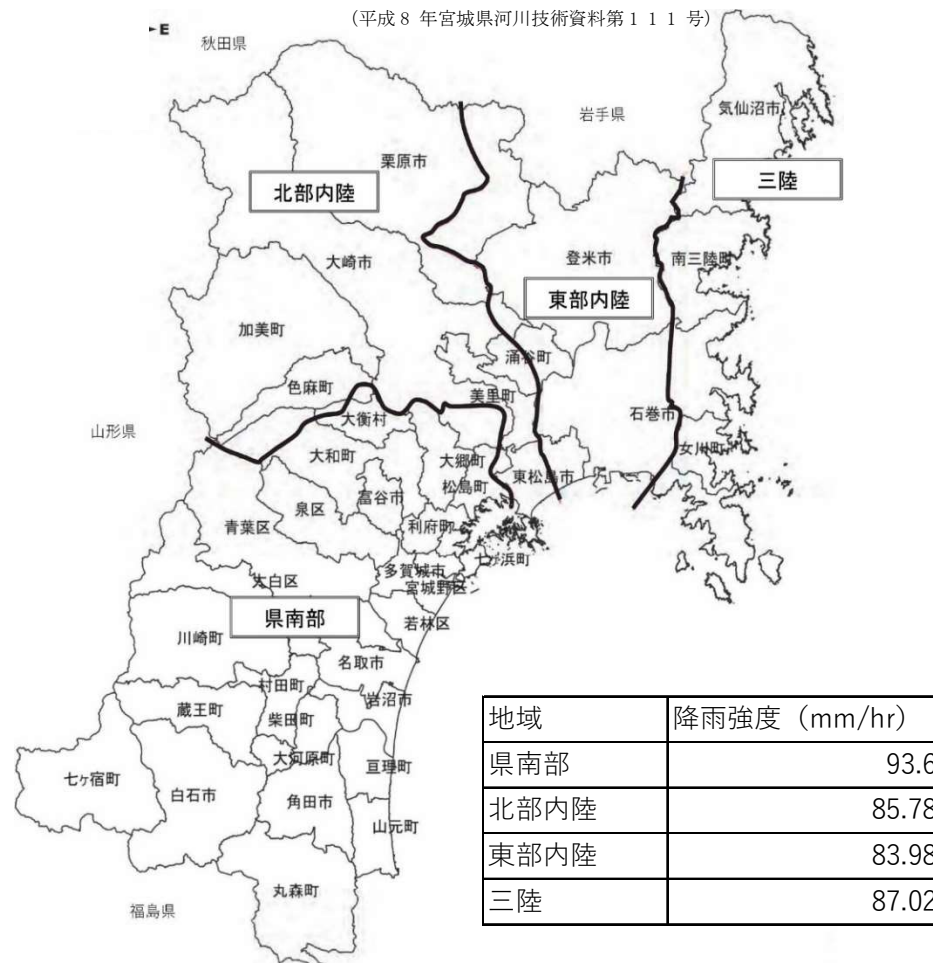 (平成8 年宮城県河川技術資料第111 号)
E
秋田県
岩手県
気仙沼市
栗原市
三陸
北部内陸
大崎市
登米市
南三陸町
東部内陸
加美町
涌谷町
色麻町
美里町
石巻市
大衡村
山形県
女川町
大和町
大郷町
東松島市
松島町
富谷市
泉区
青葉区
利府町
七ヶ浜町
多賀城市
太白区
宮城野区
県南部
若林区
川崎町
名取市
村田町
岩沼市
蔵王町
柴田町
大河原町
亘理町
七ヶ宿町
白石市
角田市
山元町
丸森町
福島県
地域 降雨強度（mm/hr）
県南部 93.6
北部内陸 85.78
東部内陸 83.98
三陸 87.02